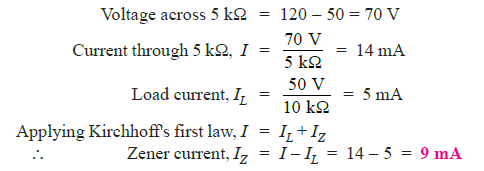 Voltage across 5 kΩ = 120 – 50 = 70 V
Current through 5 kΩ, I = 70 V / 5 kΩ = 14 mA
Load current, I_L = 50 V / 10 kΩ = 5 mA
Applying Kirchhoff's first law, I = I_L + I_Z
∴ Zener current, I_Z = I – I_L = 14 – 5 = 9 mA